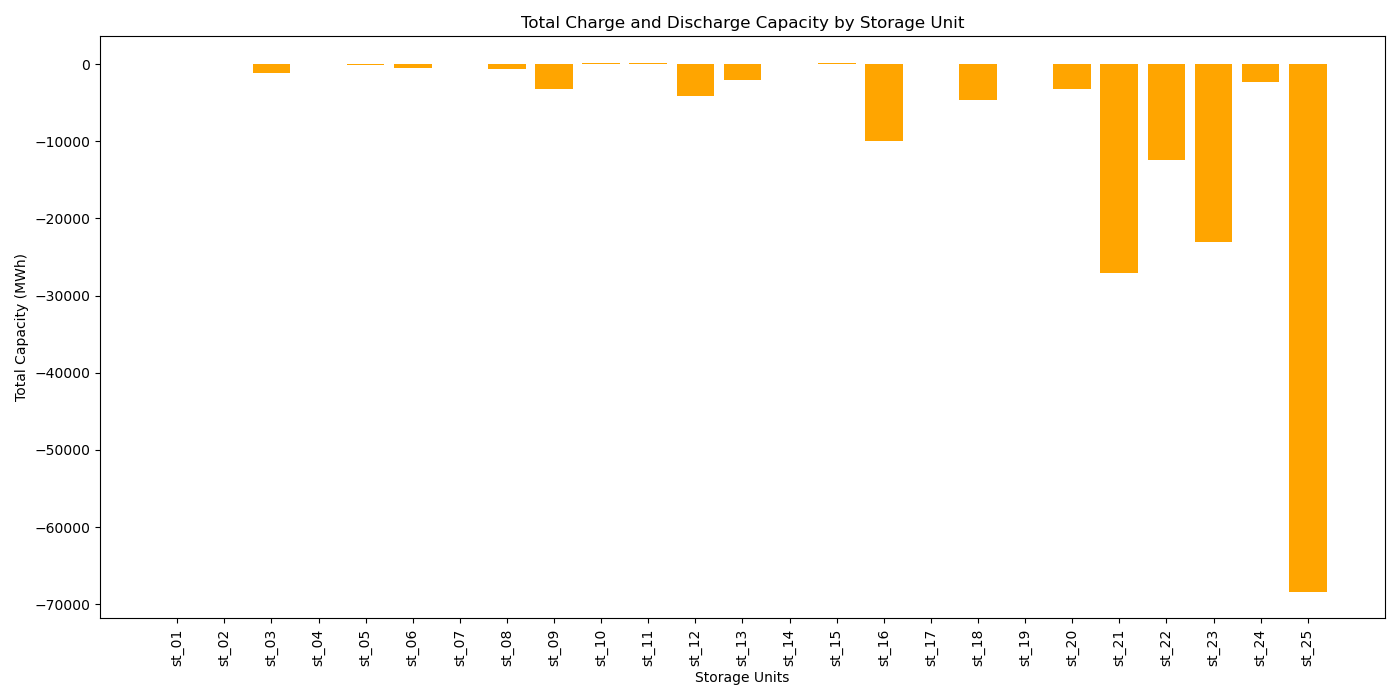 Total Charge and Discharge Capacity by Storage Unit
Total Capacity (MWh)
0
−10000
−20000
−30000
−40000
−50000
−60000
−70000
st_01
st_02
st_03
st_04
st_05
st_06
st_07
st_08
st_09
st_10
st_11
st_12
st_13
st_14
st_15
st_16
st_17
st_18
st_19
st_20
st_21
st_22
st_23
st_24
st_25
Storage Units